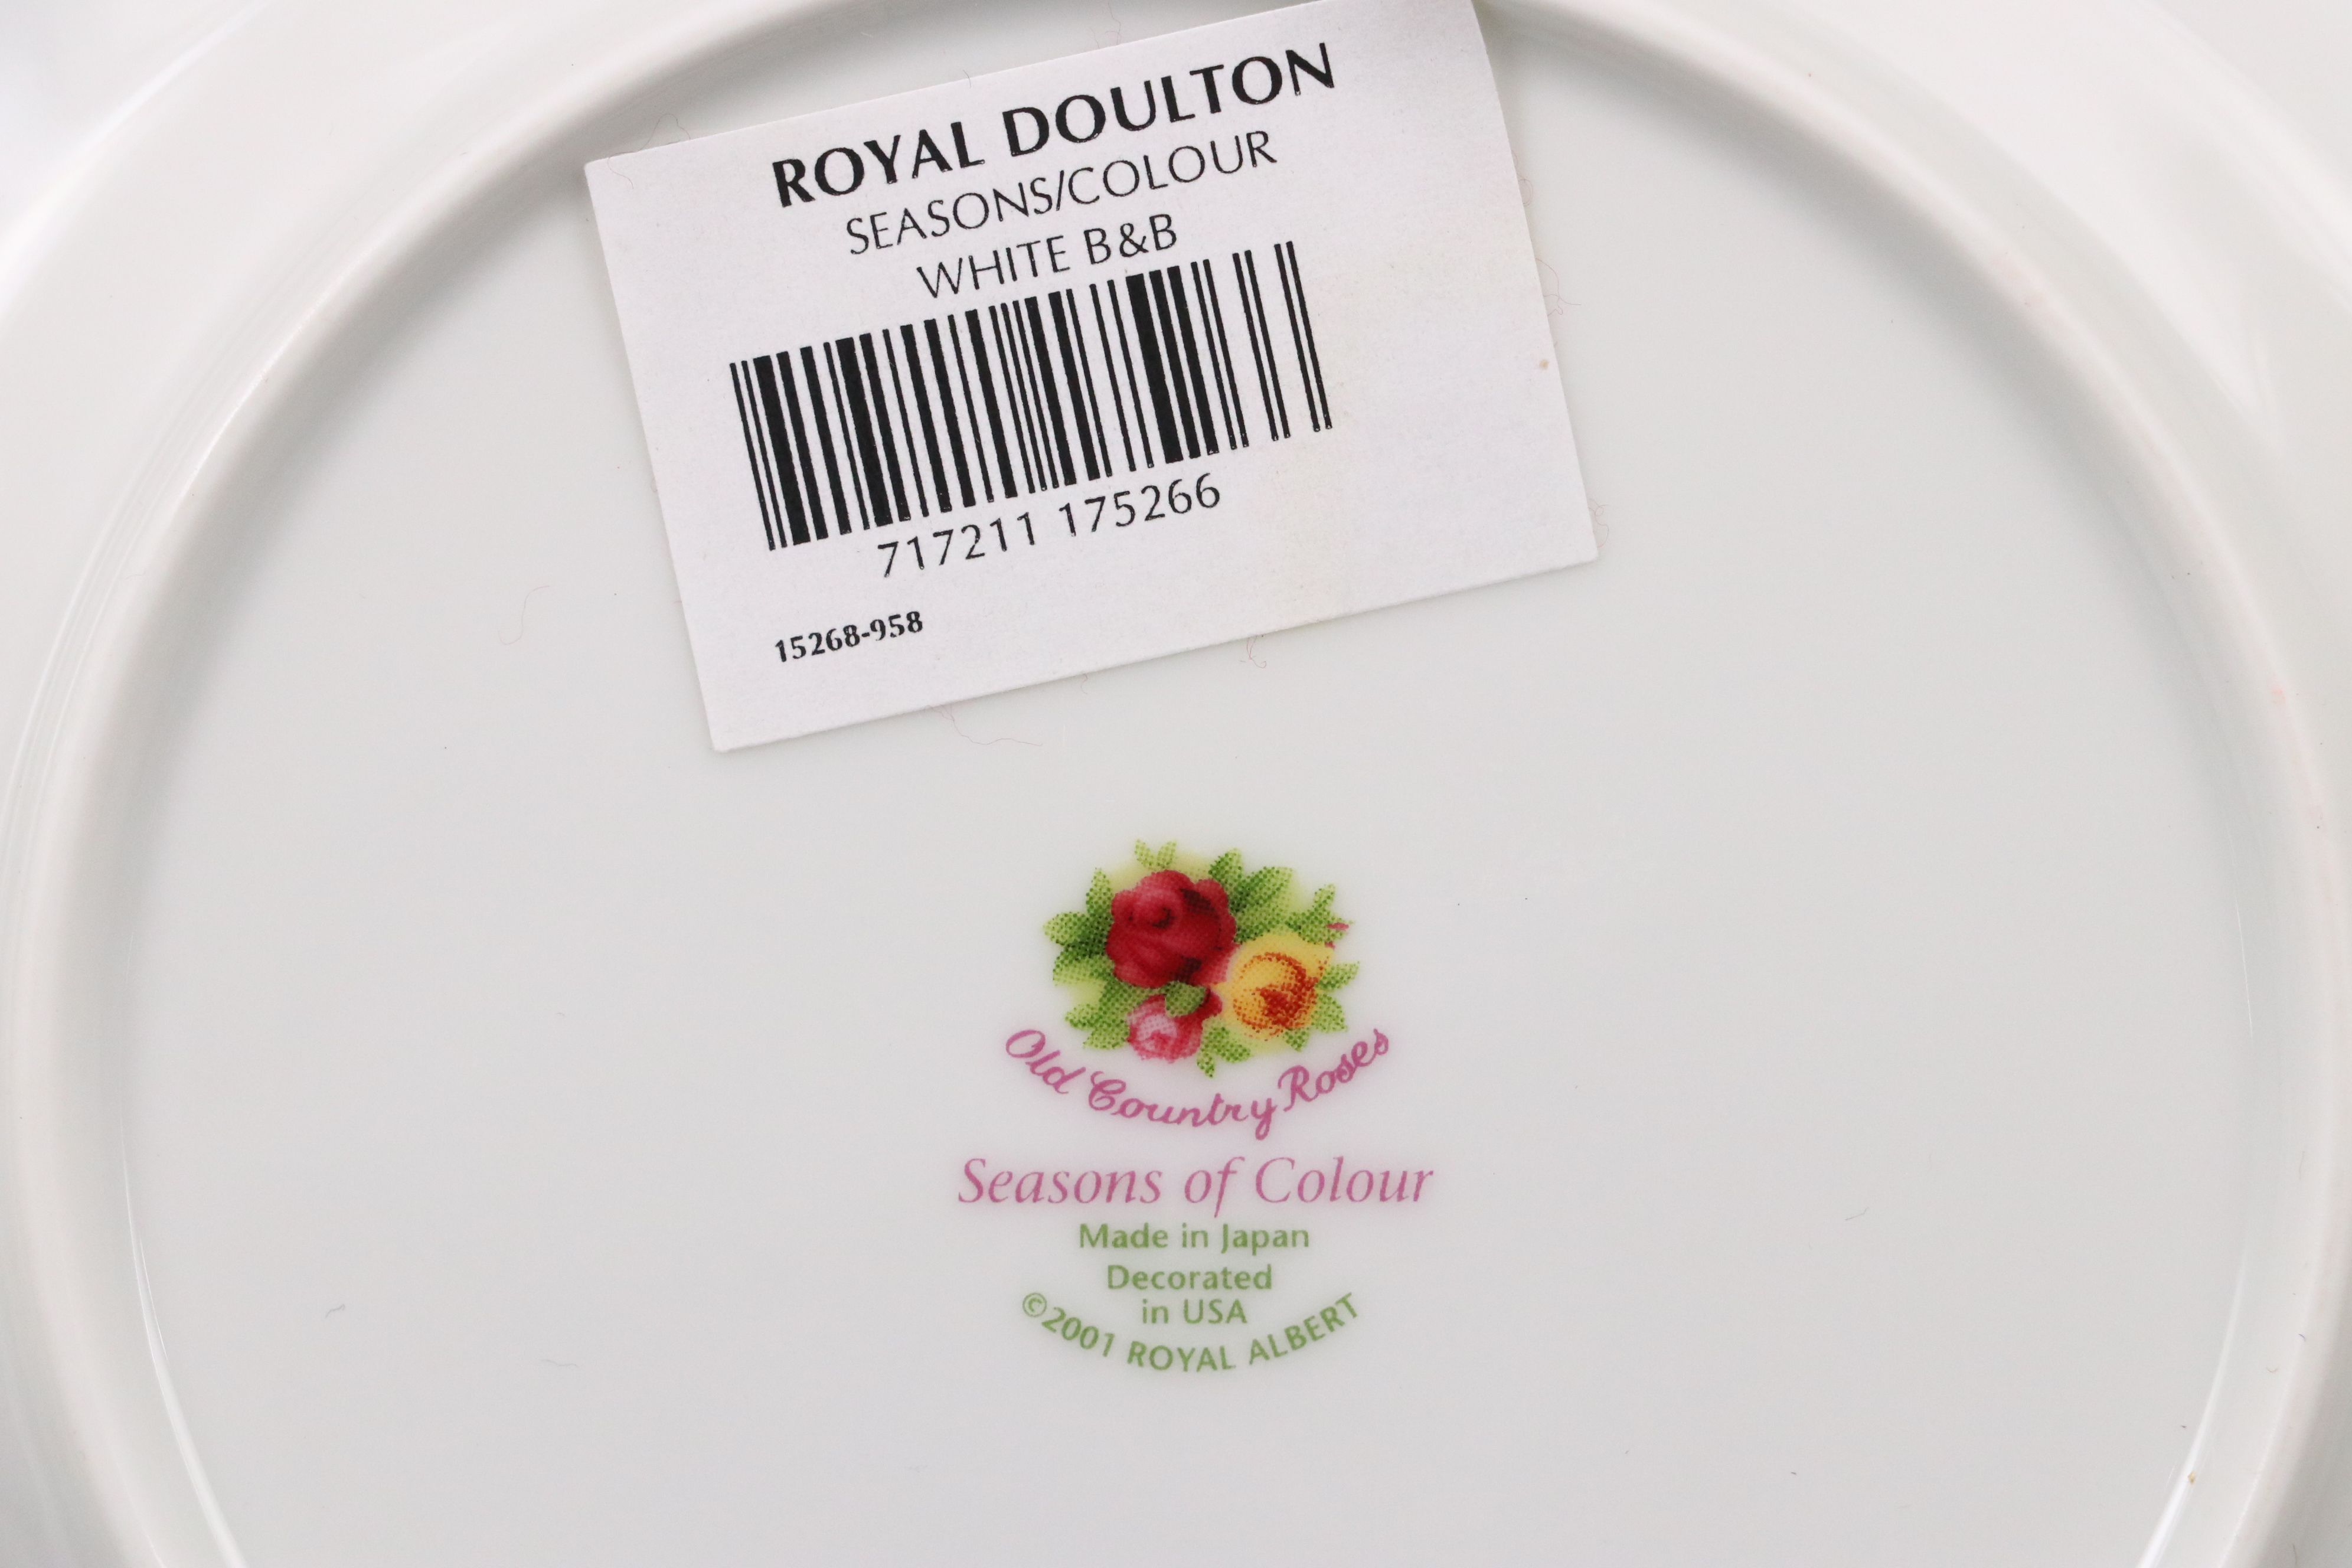 ROYAL DOULTON
SEASONS/COLOUR
WHITE B&B
717211 175266
15268-958
Old Country Roses
Seasons of Colour
Made in Japan
Decorated
in USA
©2001 ROYAL ALBERT